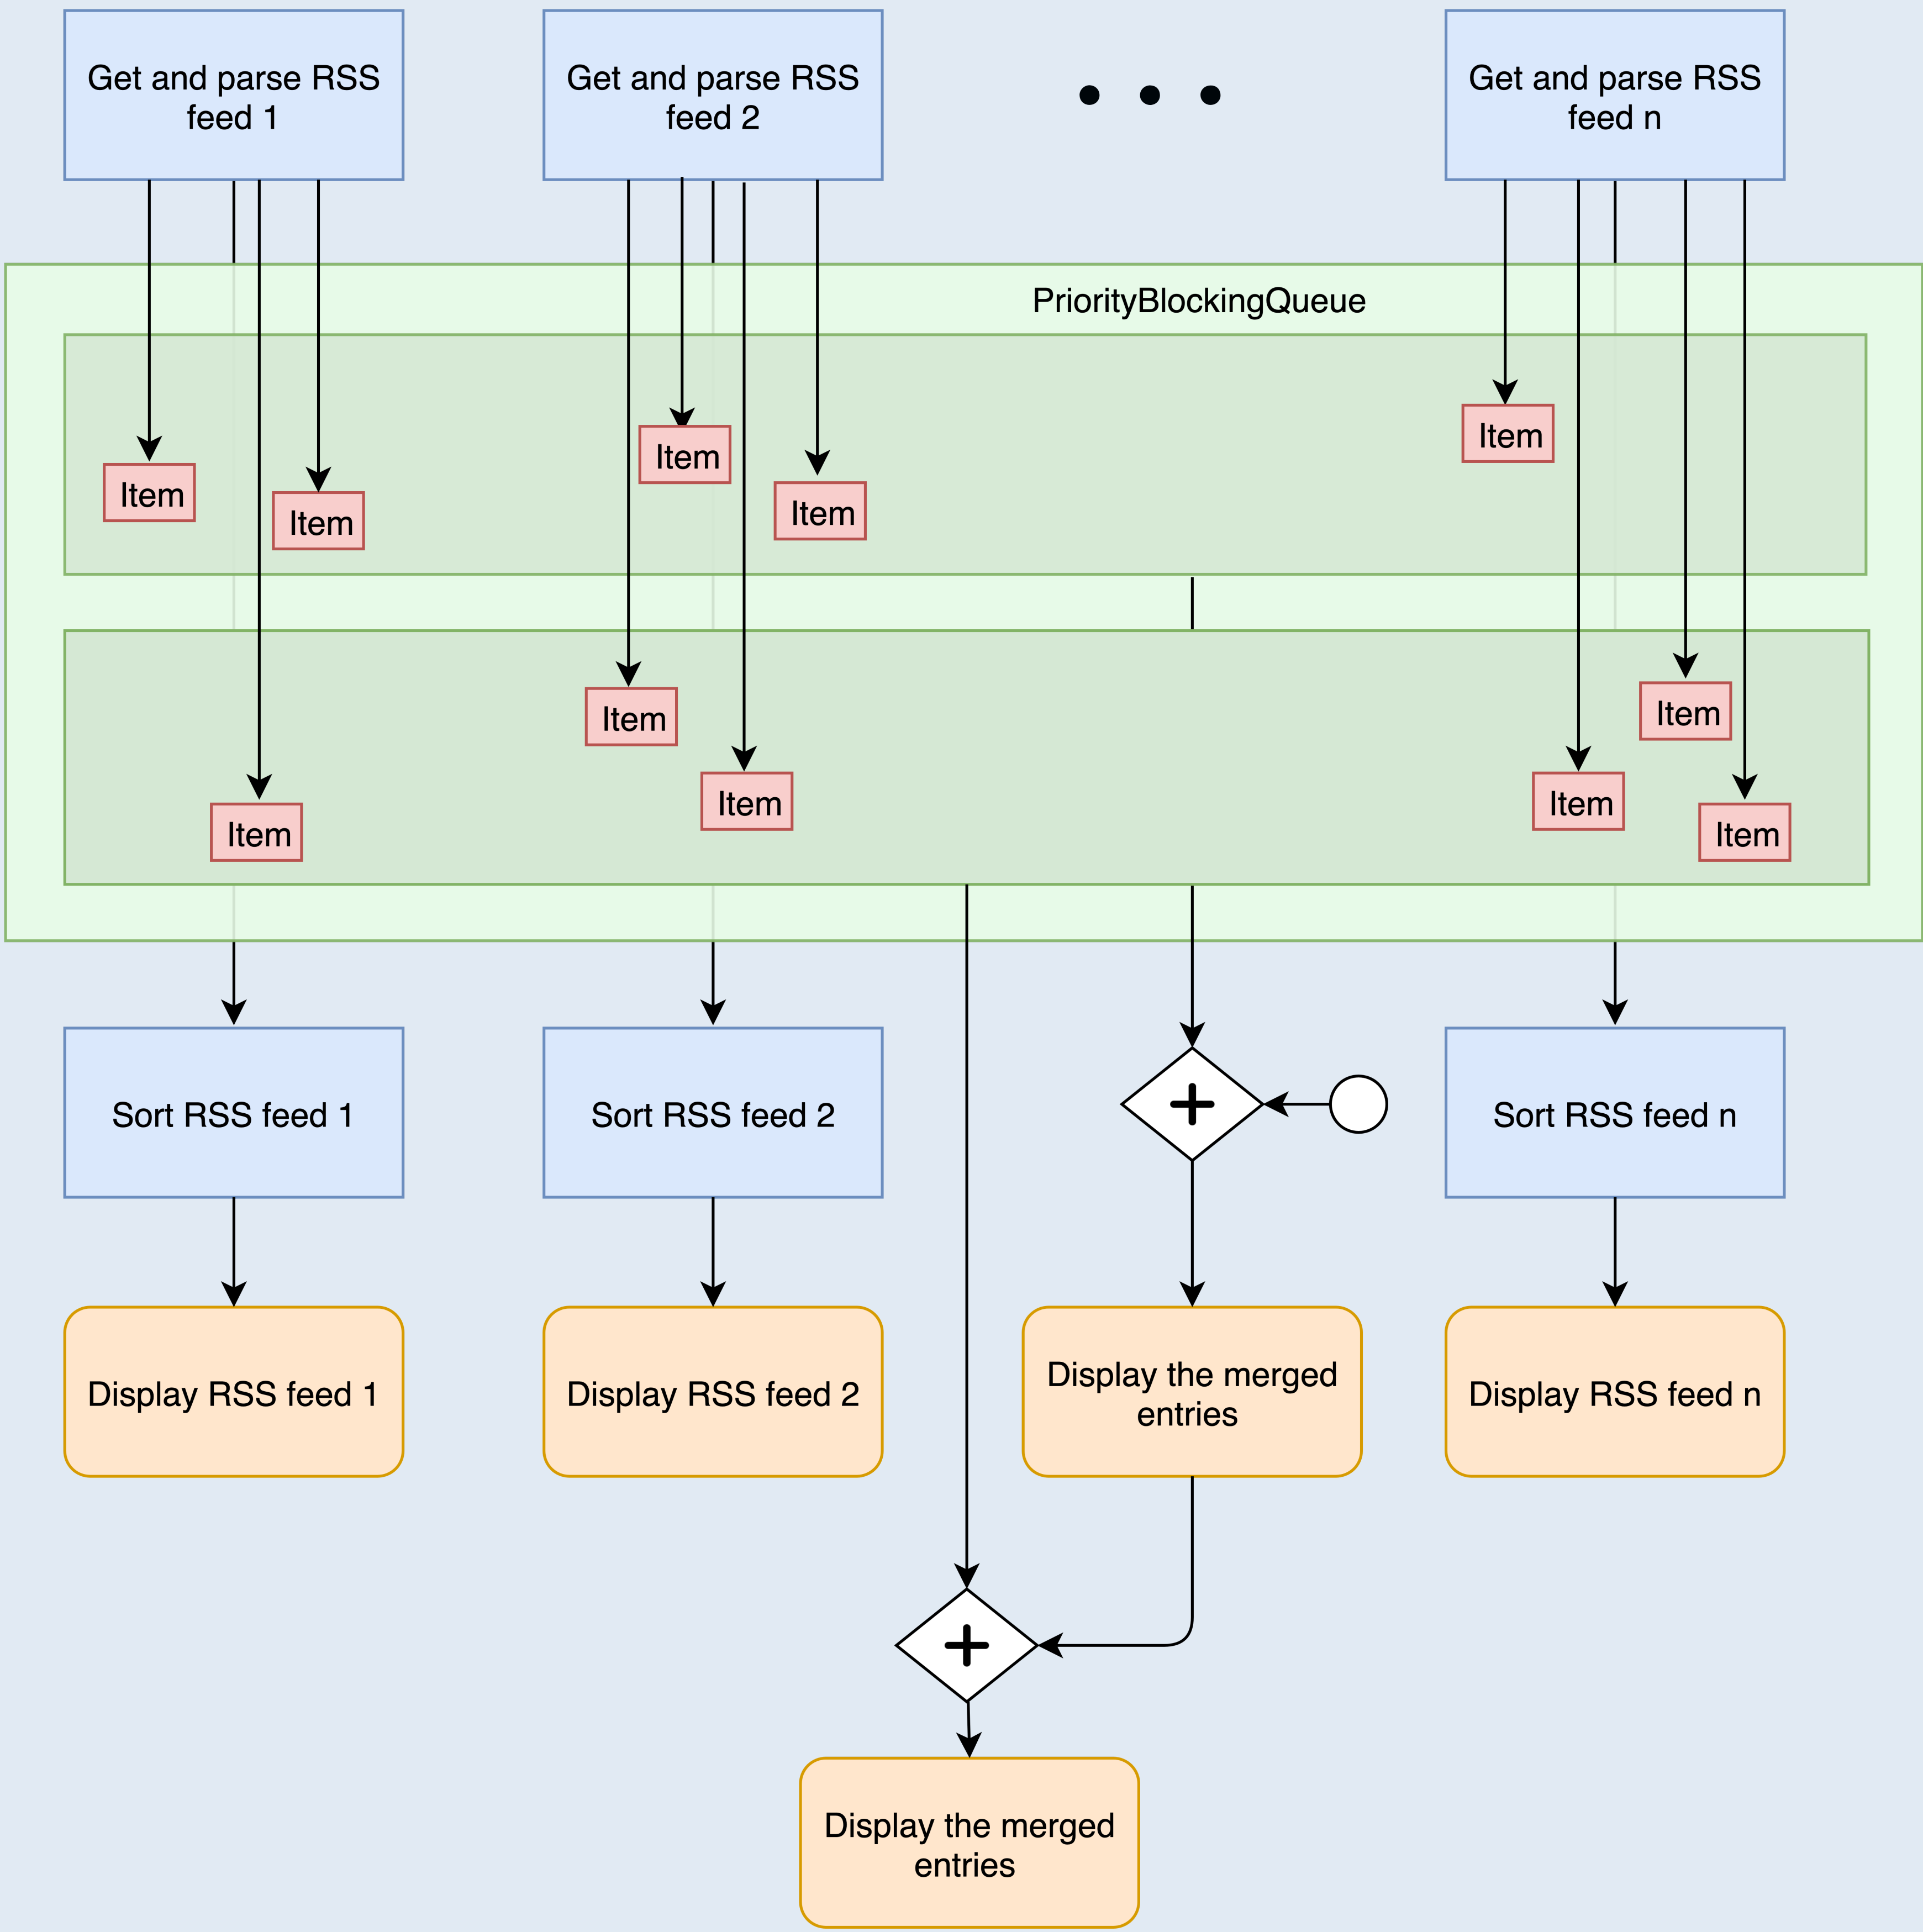 Get and parse RSS
feed 1
Get and parse RSS
feed 2
Get and parse RSS
feed n
PriorityBlockingQueue
Item
Item
Item
Item
Item
Item
Item
Item
Item
Item
Item
Sort RSS feed 1
Sort RSS feed 2
Sort RSS feed n
Display RSS feed 1
Display RSS feed 2
Display the merged
entries
Display RSS feed n
Display the merged
entries